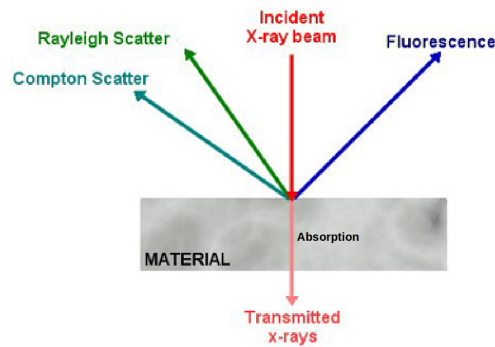 Incident
X-ray beam
Rayleigh Scatter
Fluorescence
Compton Scatter
Absorption
MATERIAL
Transmitted
x-rays